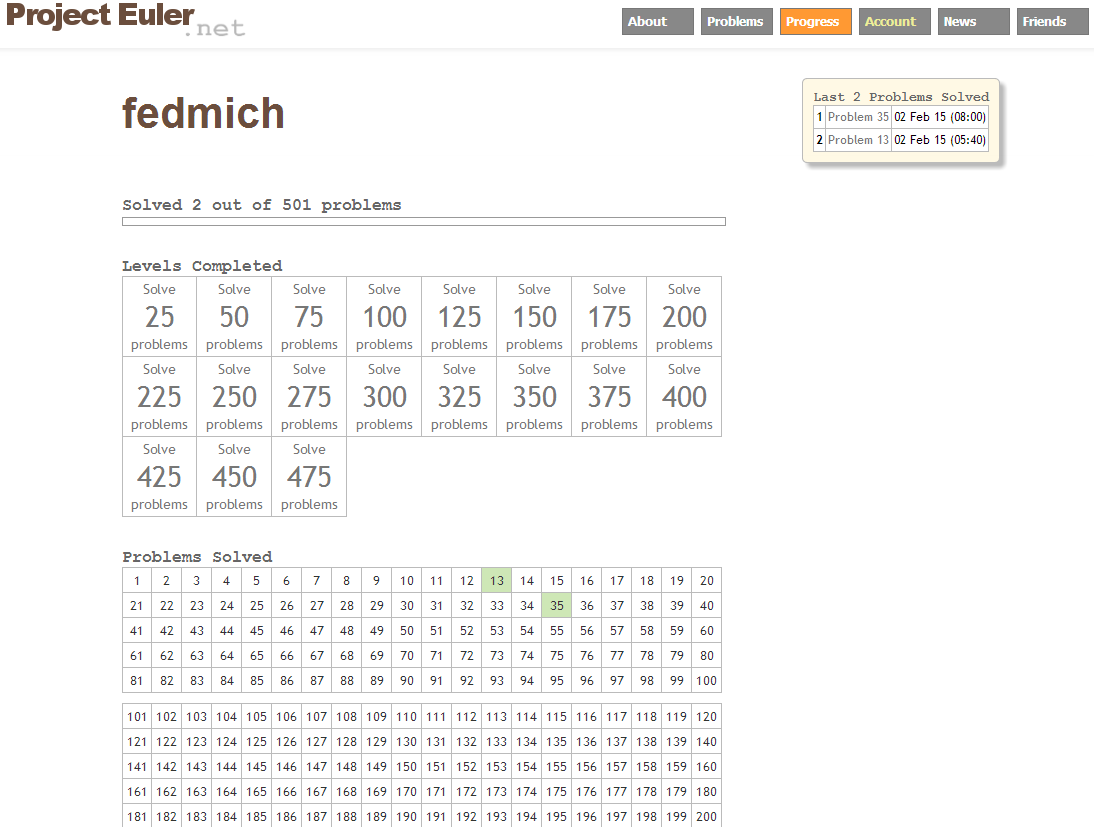 Project Euler
.net
About Problems Progress Account News Friends
fedmich
Last 2 Problems Solved
1 Problem 35 02 Feb 15 (08:00)
2 Problem 13 02 Feb 15 (05:40)
Solved 2 out of 501 problems
Levels Completed
Solve Solve Solve Solve Solve Solve Solve Solve
25 50 75 100 125 150 175 200
problems problems problems problems problems problems problems problems
Solve Solve Solve Solve Solve Solve Solve Solve
225 250 275 300 325 350 375 400
problems problems problems problems problems problems problems problems
Solve Solve Solve
425 450 475
problems problems problems
Problems Solved
1 2 3 4 5 6 7 8 9 10 11 12 13 14 15 16 17 18 19 20
21 22 23 24 25 26 27 28 29 30 31 32 33 34 35 36 37 38 39 40
41 42 43 44 45 46 47 48 49 50 51 52 53 54 55 56 57 58 59 60
61 62 63 64 65 66 67 68 69 70 71 72 73 74 75 76 77 78 79 80
81 82 83 84 85 86 87 88 89 90 91 92 93 94 95 96 97 98 99 100
101 102 103 104 105 106 107 108 109 110 111 112 113 114 115 116 117 118 119 120
121 122 123 124 125 126 127 128 129 130 131 132 133 134 135 136 137 138 139 140
141 142 143 144 145 146 147 148 149 150 151 152 153 154 155 156 157 158 159 160
161 162 163 164 165 166 167 168 169 170 171 172 173 174 175 176 177 178 179 180
181 182 183 184 185 186 187 188 189 190 191 192 193 194 195 196 197 198 199 200